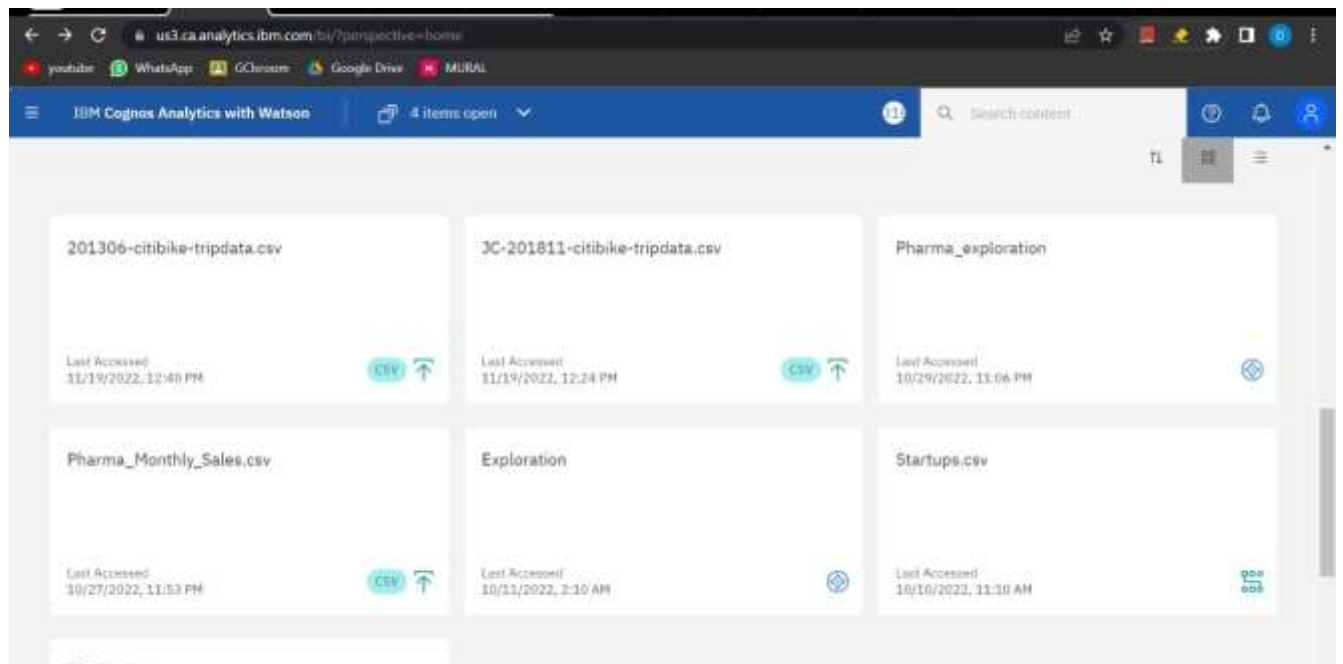 us3.ca.analytics.ibm.com/bi/?perspective=home
youtube WhatsApp GClxroom Google Drive MURAL
IBM Cognos Analytics with Watson 4 items open Search content
201306-citibike-tripdata.csv JC-201811-citibike-tripdata.csv Pharma_exploration
Last Accessed Last Accessed Last Accessed
11/19/2022, 12:40 PM CSV 11/19/2022, 12:24 PM CSV 10/29/2022, 11:06 PM
Pharma_Monthly_Sales.csv Exploration Startups.csv
Last Accessed Last Accessed Last Accessed
10/27/2022, 11:53 PM CSV 10/11/2022, 2:10 AM 10/10/2022, 11:10 AM